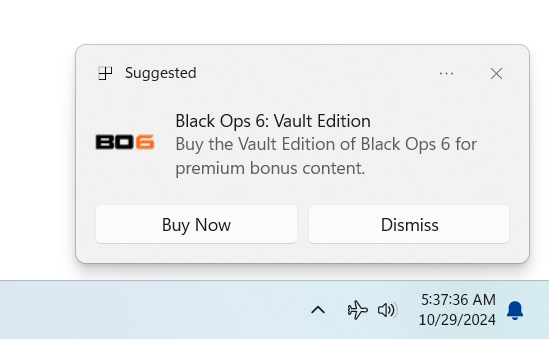 Suggested
BO6
Black Ops 6: Vault Edition
Buy the Vault Edition of Black Ops 6 for
premium bonus content.
Buy Now
Dismiss
5:37:36 AM
10/29/2024